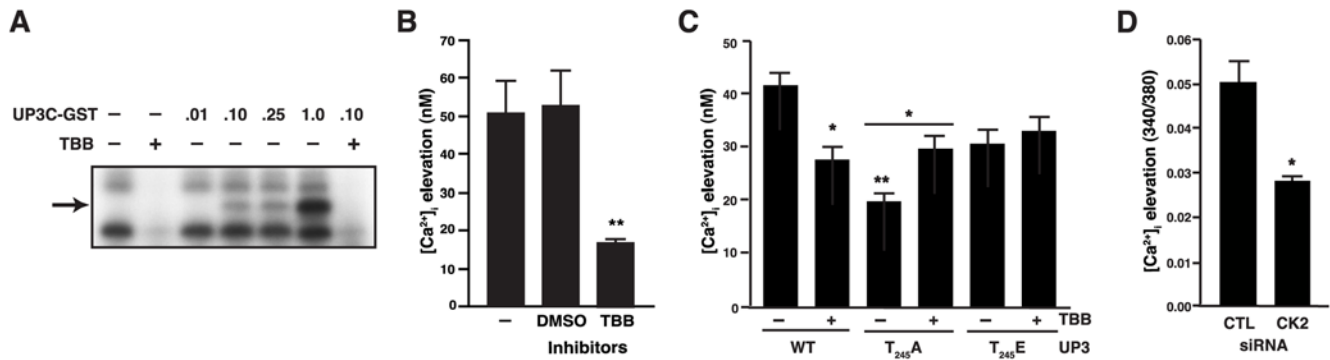 A
UP3C-GST – – .01 .10 .25 1.0 .10
TBB – + – – – – +
B
[Ca²⁺]ᵢ elevation (nM)
70
60
50
40
30
20
10
0
**
– DMSO TBB
Inhibitors
C
[Ca²⁺]ᵢ elevation (nM)
50
40
30
20
30
0
*
**
*
– + – + – + TBB
WT T₂₄₅A T₂₄₅E UP3
D
[Ca²⁺]ᵢ elevation (340/380)
0.06
0.05
0.04
0.03
0.02
0.01
0.00
*
CTL CK2
siRNA